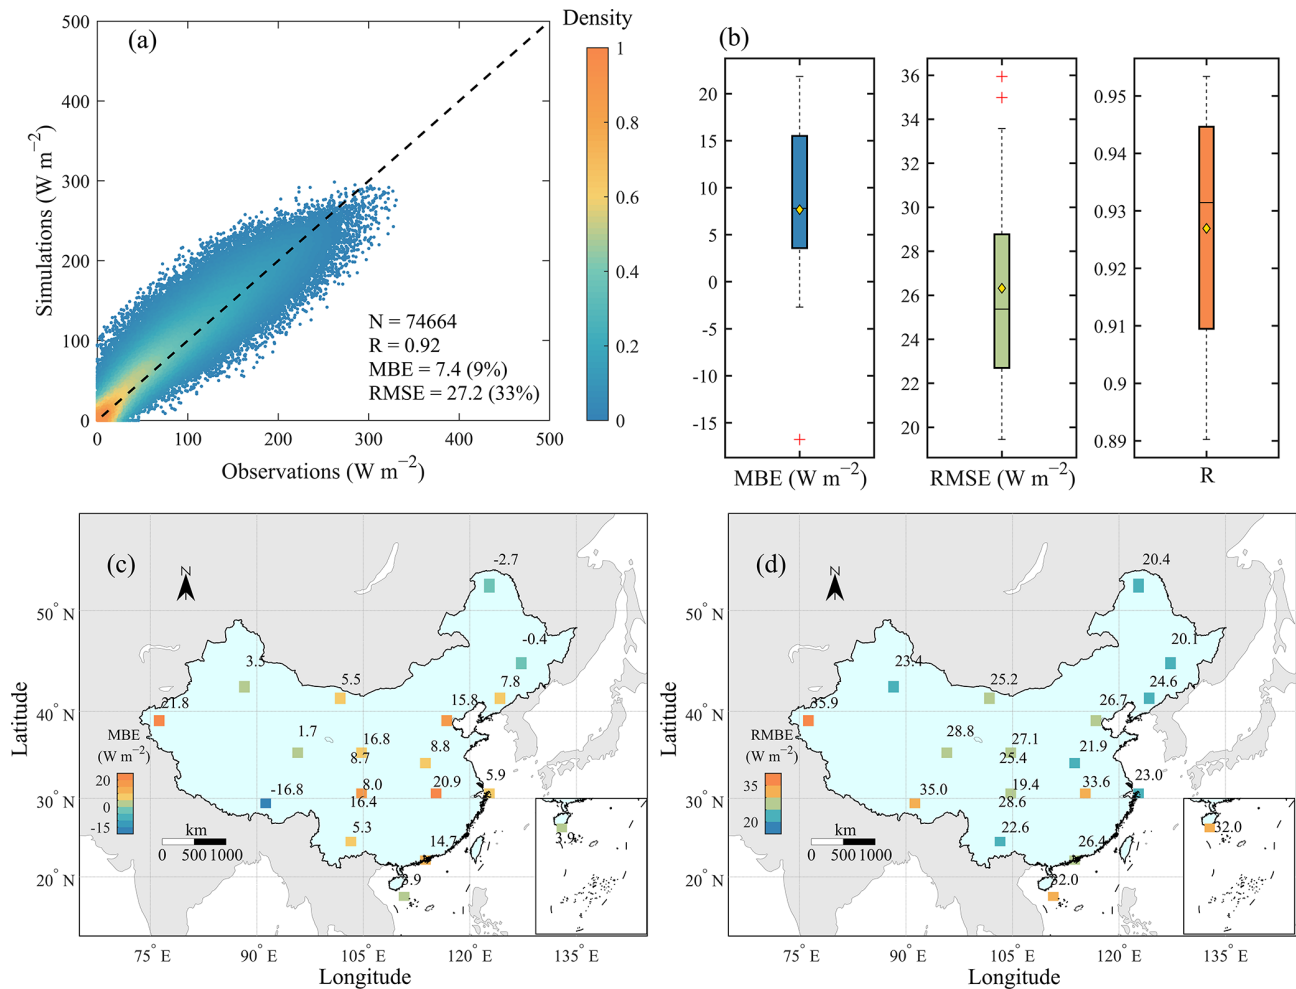 (a)
Density
500
400
300
200
100
0
0
100
200
300
400
500
Simulations (W m−2)
Observations (W m−2)
N = 74664
R = 0.92
MBE = 7.4 (9%)
RMSE = 27.2 (33%)
1
0.8
0.6
0.4
0.2
0
(b)
20
15
10
5
0
-5
-10
-15
MBE (W m−2)
36
34
32
30
28
26
24
22
20
RMSE (W m−2)
0.95
0.94
0.93
0.92
0.91
0.9
0.89
R
(c)
N
-2.7
-0.4
3.5
5.5
7.8
21.8
15.8
1.7
16.8
8.7
8.8
-16.8
8.0
20.9
5.9
16.4
5.3
14.7
3.9
3.9
MBE
(W m−2)
20
0
-15
km
0 500 1000
50° N
40° N
30° N
20° N
Latitude
75° E
90° E
105° E
120° E
135° E
Longitude
(d)
N
20.4
20.1
23.4
25.2
24.6
35.9
26.7
28.8
27.1
25.4
21.9
35.0
19.4
33.6
23.0
28.6
22.6
26.4
32.0
32.0
RMBE
(W m−2)
35
20
km
0 500 1000
50° N
40° N
30° N
20° N
Latitude
75° E
90° E
105° E
120° E
135° E
Longitude